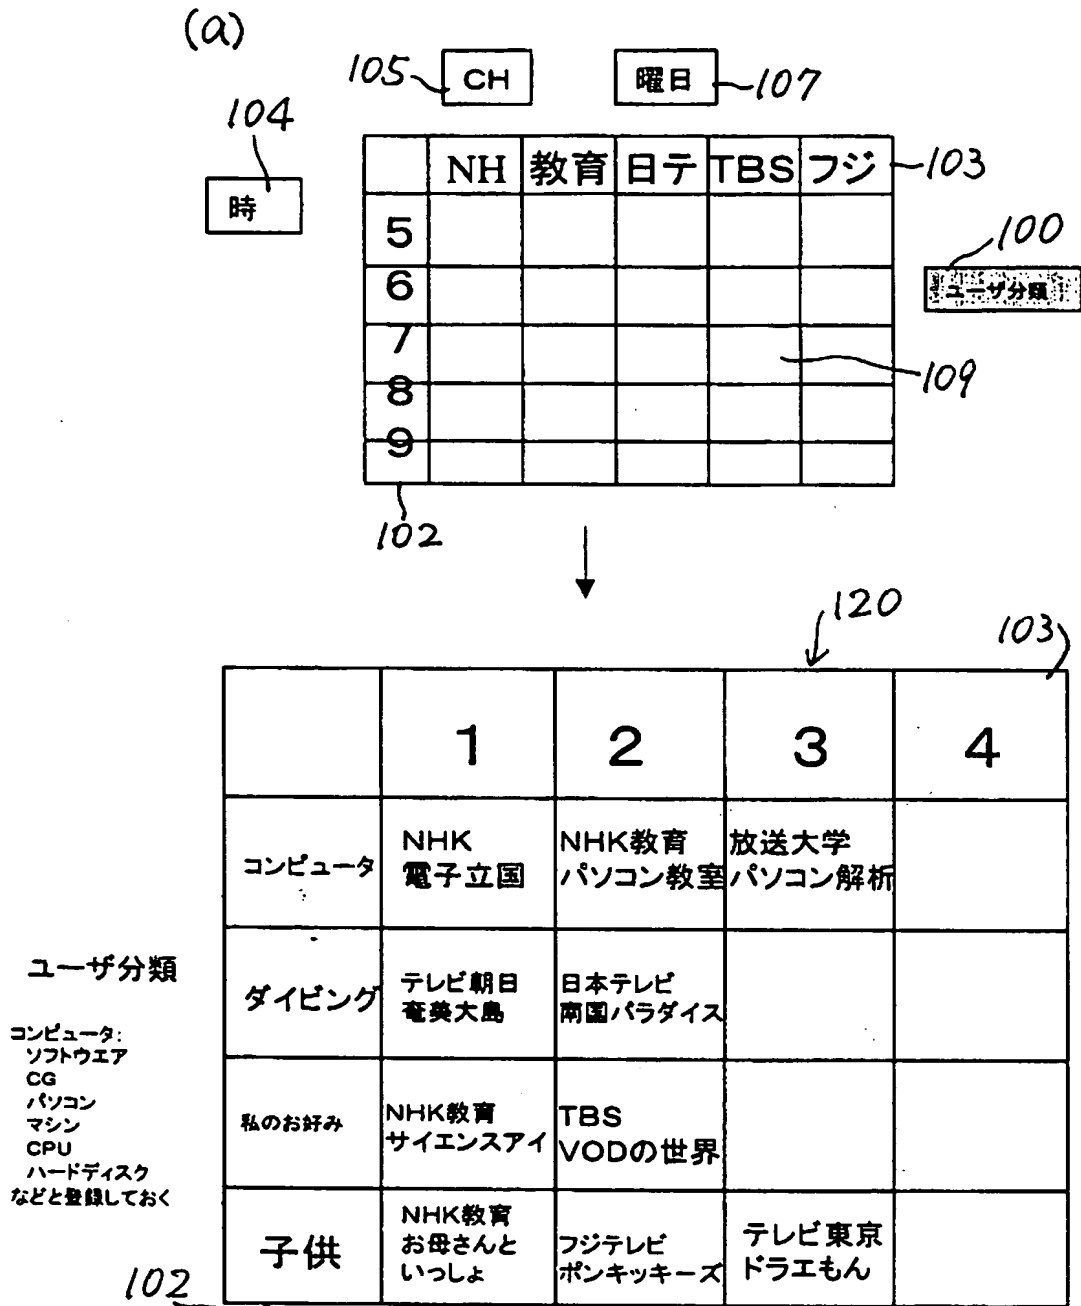 (a)
105 CH 曜日 107
104
時
NH 教育 日テ TBS フジ 103
5
100
ユーザ分類
6
7
109
8
9
102
120
103
1 2 3 4
コンピュータ
NHK
電子立国
NHK教育
パソコン教室
放送大学
パソコン解析
ダイビング
テレビ朝日
奄美大島
日本テレビ
南国パラダイス
私のお好み
NHK教育
サイエンスアイ
TBS
VODの世界
子供
NHK教育
お母さんと
いっしょ
フジテレビ
ポンキッキーズ
テレビ東京
ドラエもん
ユーザ分類
コンピュータ:
ソフトウエア
CG
パソコン
マシン
CPU
ハードディスク
などと登録しておく
102